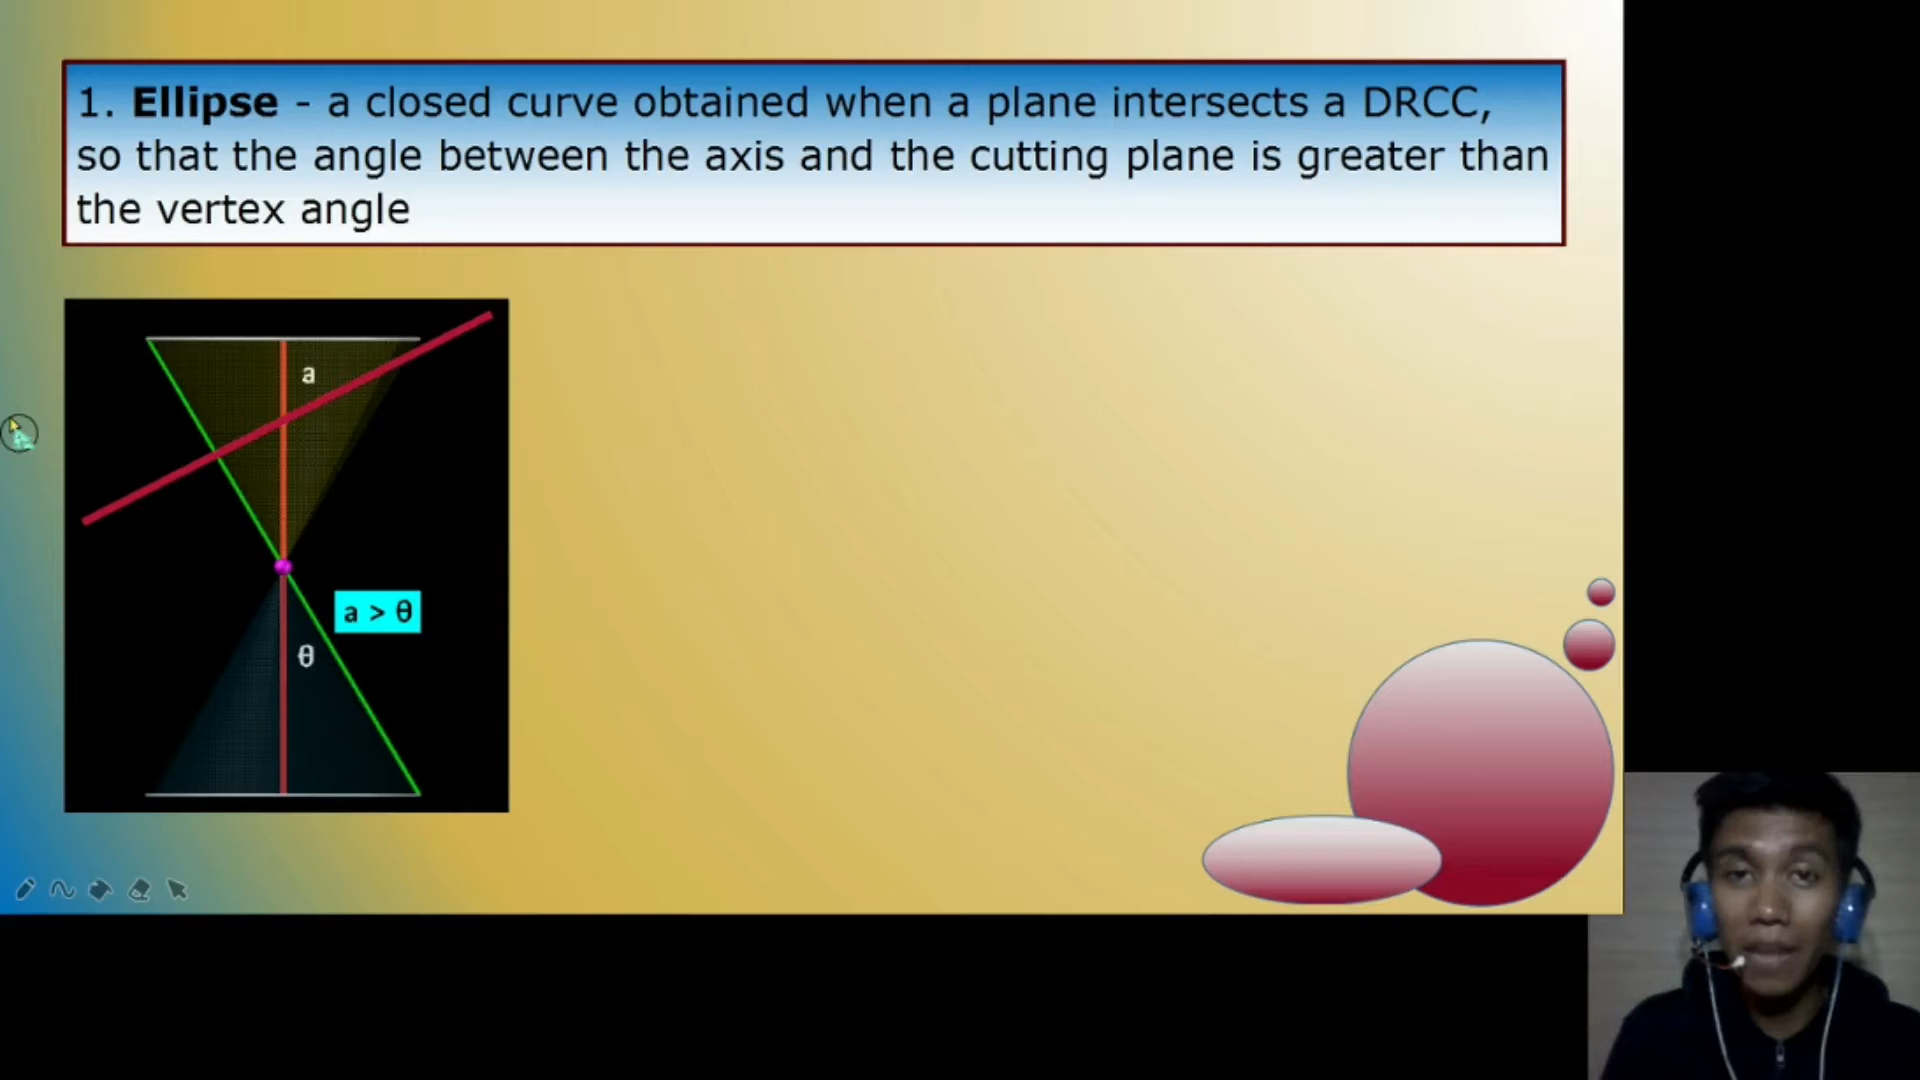 1. Ellipse - a closed curve obtained when a plane intersects a DRCC,
so that the angle between the axis and the cutting plane is greater than
the vertex angle
a
a > θ
θ